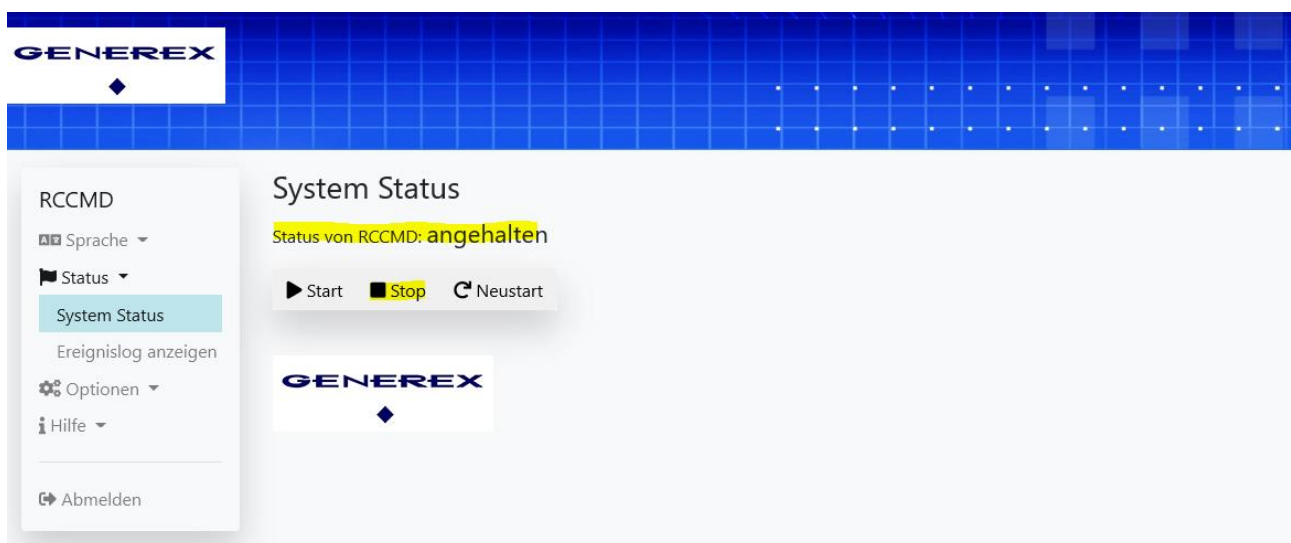 GENEREX
RCCMD
Sprache
Status
System Status
Ereignislog anzeigen
Optionen
Hilfe
Abmelden
System Status
Status von RCCMD: angehalten
Start Stop Neustart
GENEREX